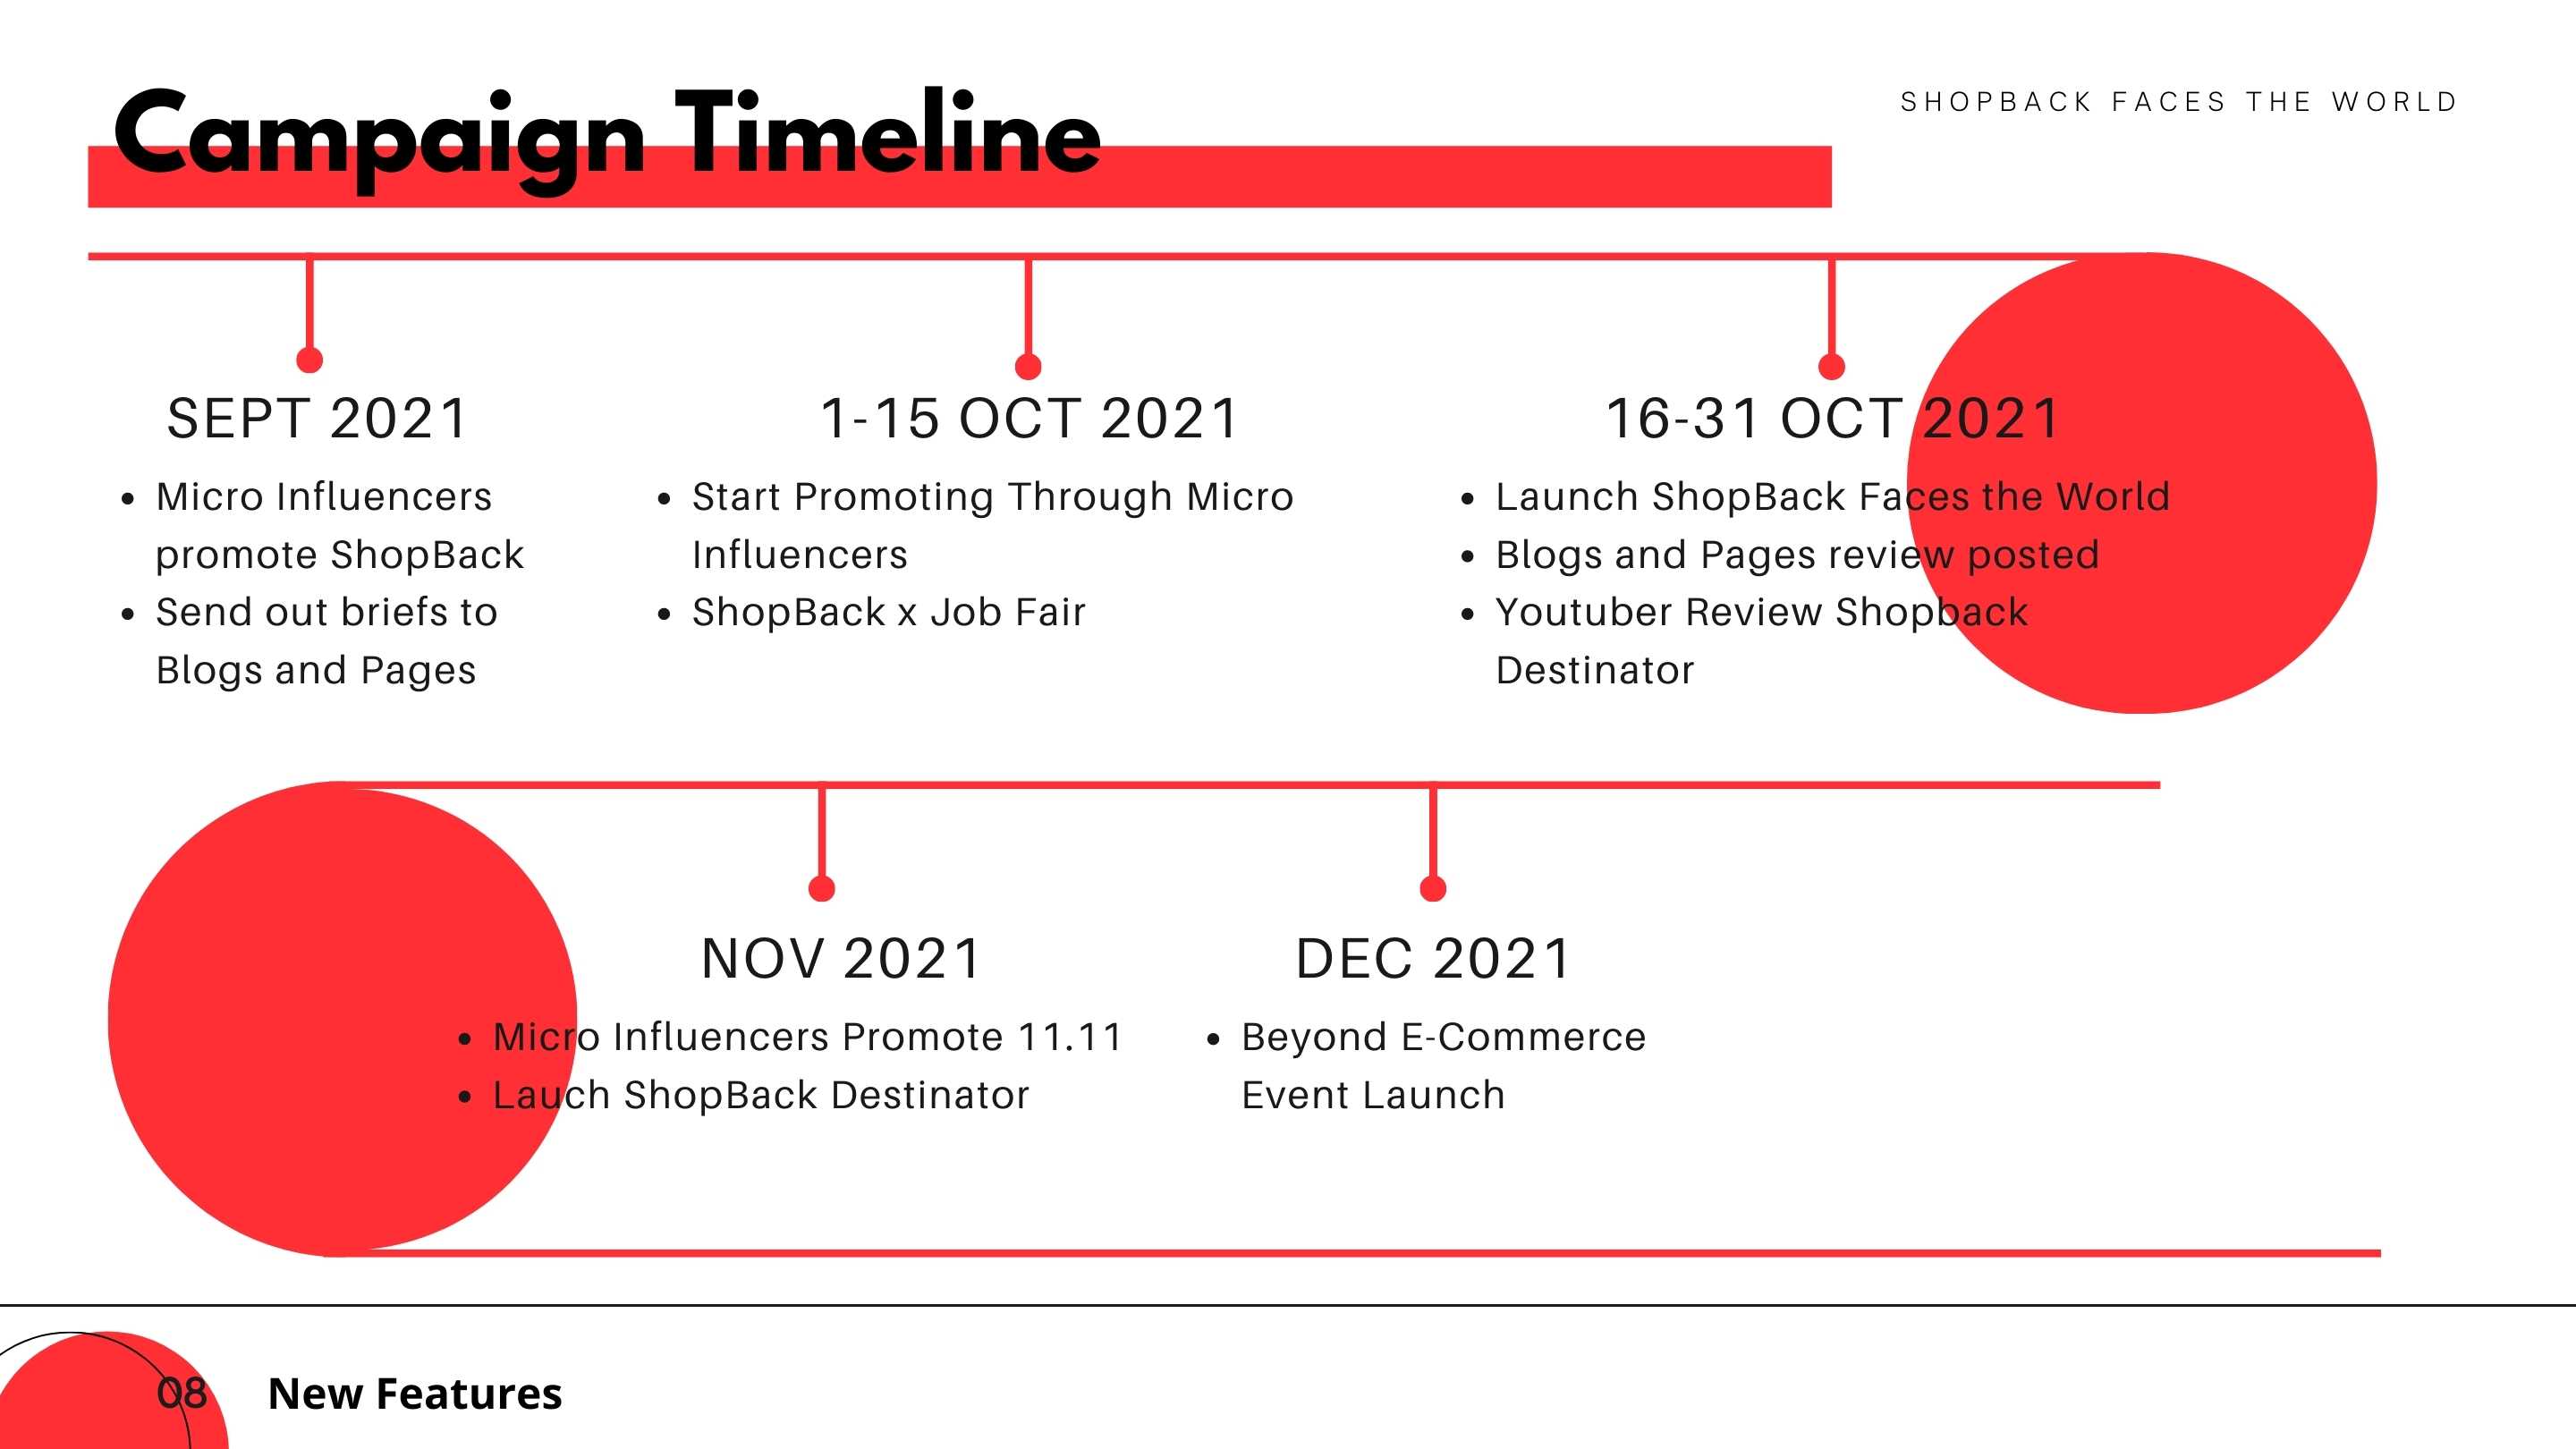 Campaign Timeline
SHOPBACK FACES THE WORLD
SEPT 2021
• Micro Influencers
promote ShopBack
• Send out briefs to
Blogs and Pages
1-15 OCT 2021
• Start Promoting Through Micro
Influencers
• ShopBack x Job Fair
16-31 OCT 2021
• Launch ShopBack Faces the World
• Blogs and Pages review posted
• Youtuber Review Shopback
Destinator
NOV 2021
• Micro Influencers Promote 11.11
• Lauch ShopBack Destinator
DEC 2021
• Beyond E-Commerce
Event Launch
08
New Features